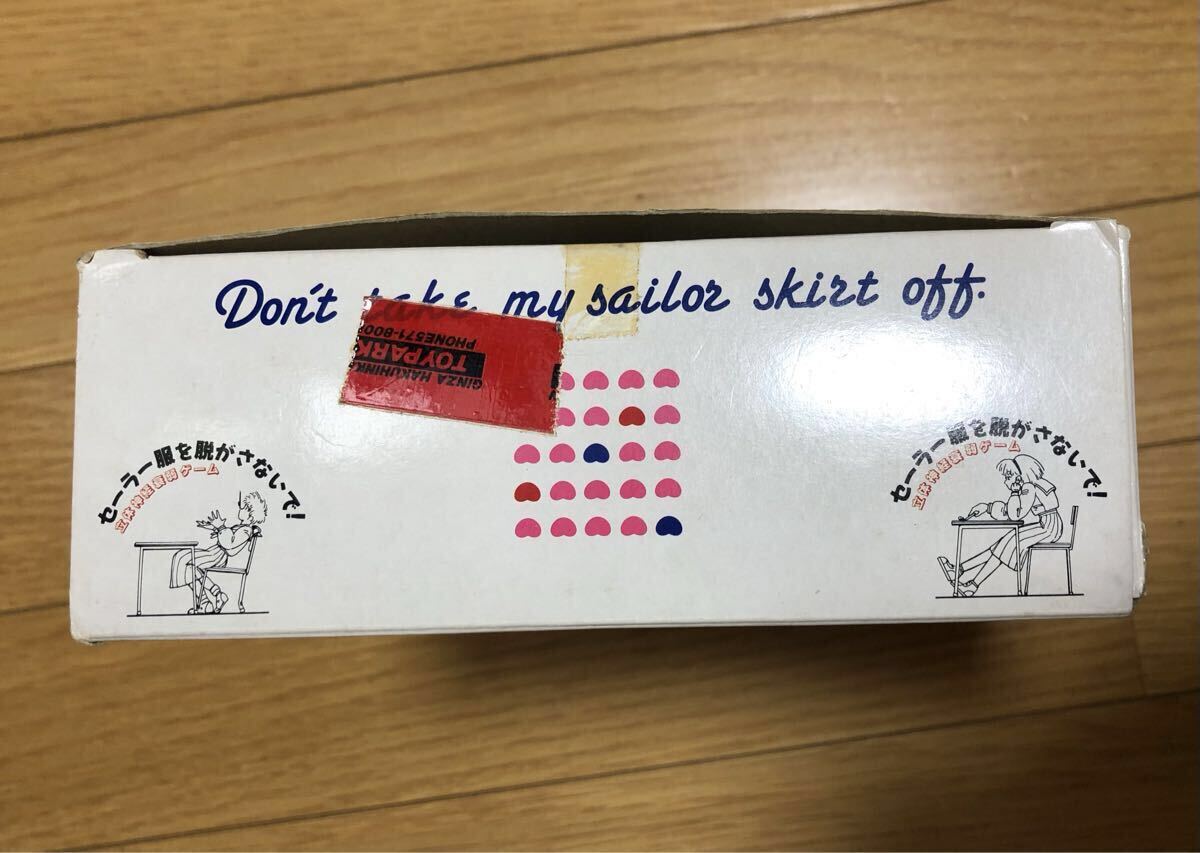 Don't take my sailor skirt off.
GINZA HAKUHINKAN
TOYPARK
PHONE571-800
セーラー服を脱がさないで!
立体神経衰弱ゲーム
セーラー服を脱がさないで!
立体神経衰弱ゲーム